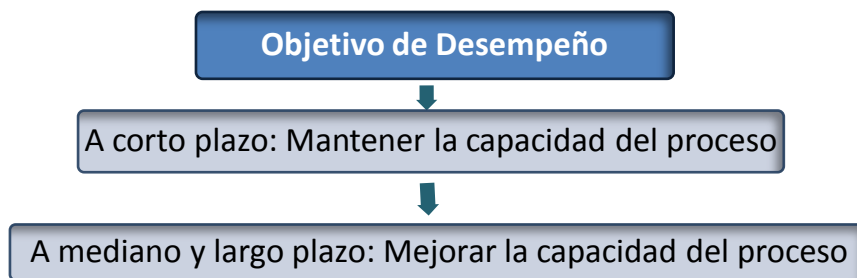 Objetivo de Desempeño
A corto plazo: Mantener la capacidad del proceso
A mediano y largo plazo: Mejorar la capacidad del proceso